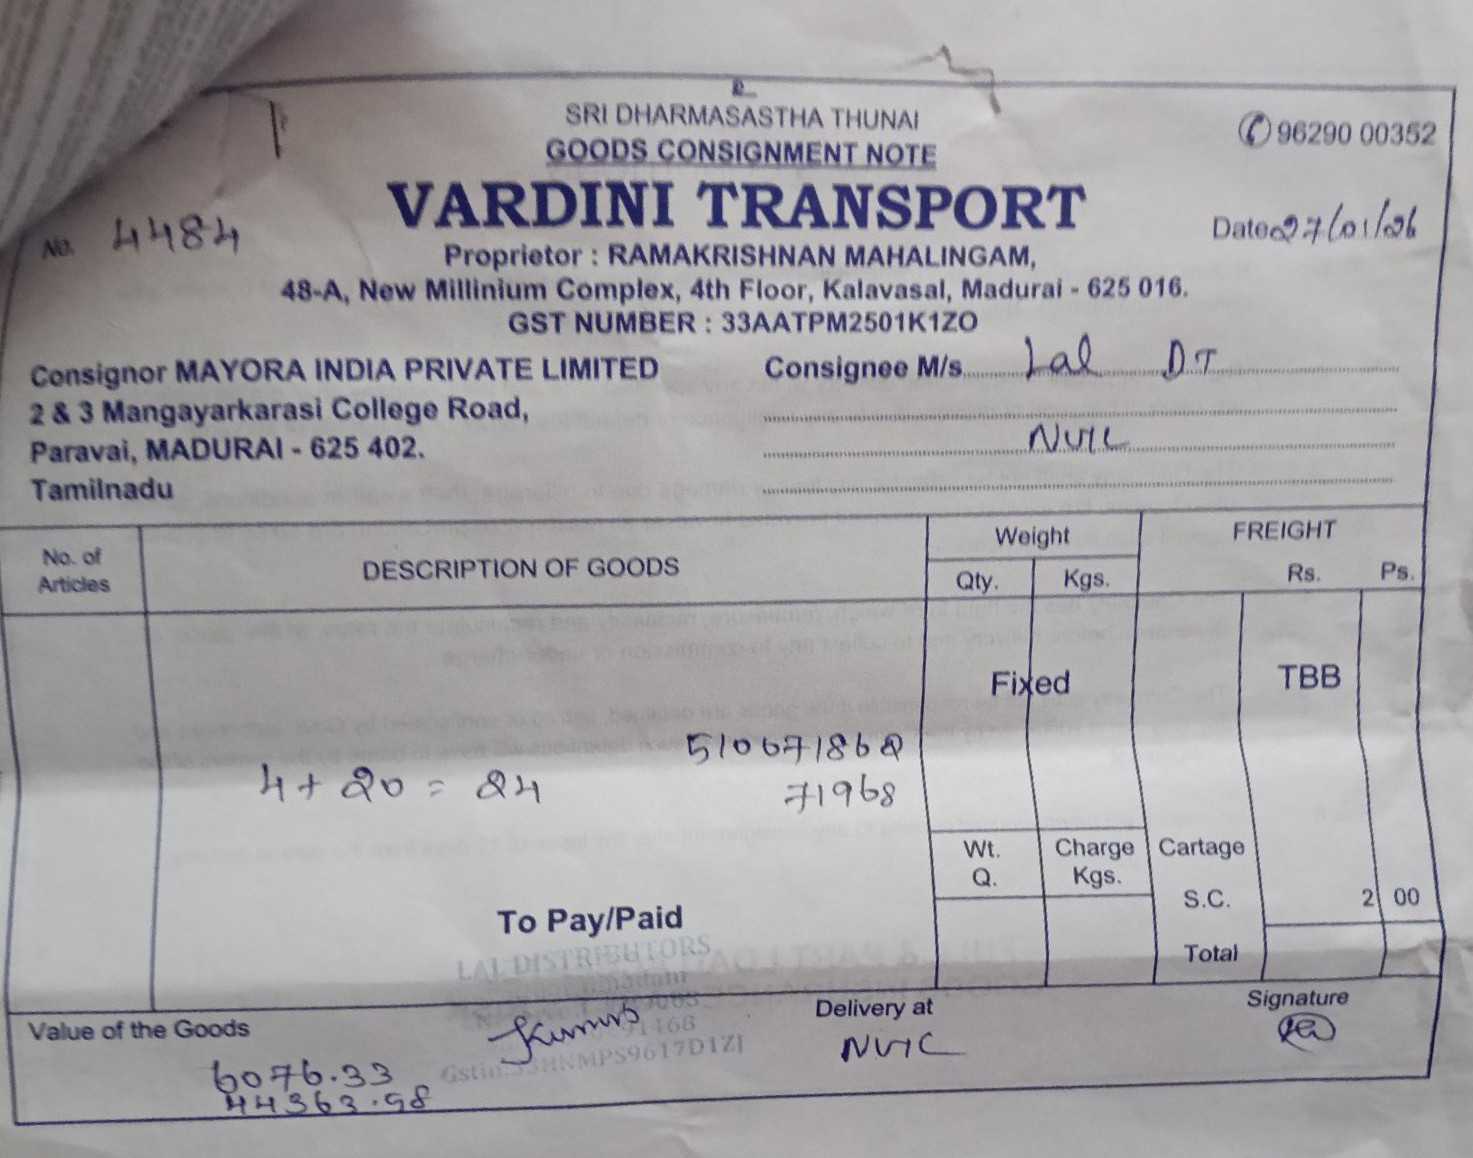 SRI DHARMASASTHA THUNAI
GOODS CONSIGNMENT NOTE
96290 00352
VARDINI TRANSPORT
No. 4484
Date 27/01/26
Proprietor : RAMAKRISHNAN MAHALINGAM,
48-A, New Millinium Complex, 4th Floor, Kalavasal, Madurai - 625 016.
GST NUMBER : 33AATPM2501K1ZO
Consignor MAYORA INDIA PRIVATE LIMITED
2 & 3 Mangayarkarasi College Road,
Paravai, MADURAI - 625 402.
Tamilnadu
Consignee M/s. Lal DT
NVIC
No. of Articles
DESCRIPTION OF GOODS
Weight
Qty. Kgs.
FREIGHT
Rs. Ps.
Fixed
TBB
510671862
4 + 20 = 24
71968
Wt. Q.
Charge Kgs.
Cartage
S.C. 2 00
Total
To Pay/Paid
LAL DISTRIBUTORS
Value of the Goods
6076.33
44363.98
Kumar
Delivery at
NVIC
Signature